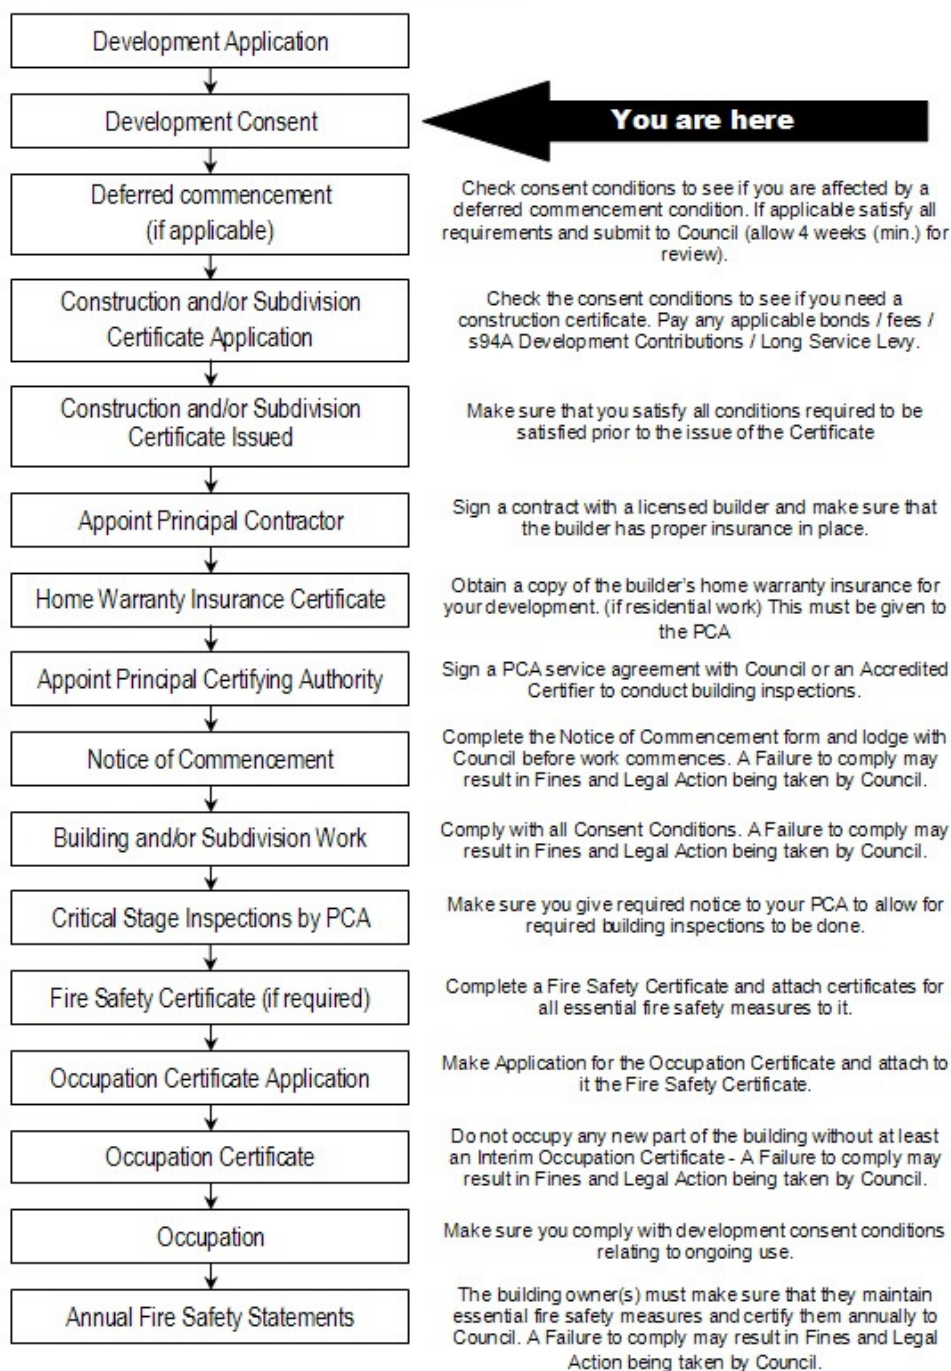 Development Application
Development Consent
You are here
Deferred commencement
(if applicable)
Check consent conditions to see if you are affected by a
deferred commencement condition. If applicable satisfy all
requirements and submit to Council (allow 4 weeks (min.) for
review).
Construction and/or Subdivision
Certificate Application
Check the consent conditions to see if you need a
construction certificate. Pay any applicable bonds / fees /
s94A Development Contributions / Long Service Levy.
Construction and/or Subdivision
Certificate Issued
Make sure that you satisfy all conditions required to be
satisfied prior to the issue of the Certificate
Appoint Principal Contractor
Sign a contract with a licensed builder and make sure that
the builder has proper insurance in place.
Home Warranty Insurance Certificate
Obtain a copy of the builder's home warranty insurance for
your development. (if residential work) This must be given to
the PCA
Appoint Principal Certifying Authority
Sign a PCA service agreement with Council or an Accredited
Certifier to conduct building inspections.
Notice of Commencement
Complete the Notice of Commencement form and lodge with
Council before work commences. A Failure to comply may
result in Fines and Legal Action being taken by Council.
Building and/or Subdivision Work
Comply with all Consent Conditions. A Failure to comply may
result in Fines and Legal Action being taken by Council.
Critical Stage Inspections by PCA
Make sure you give required notice to your PCA to allow for
required building inspections to be done.
Fire Safety Certificate (if required)
Complete a Fire Safety Certificate and attach certificates for
all essential fire safety measures to it.
Occupation Certificate Application
Make Application for the Occupation Certificate and attach to
it the Fire Safety Certificate.
Occupation Certificate
Do not occupy any new part of the building without at least
an Interim Occupation Certificate - A Failure to comply may
result in Fines and Legal Action being taken by Council.
Occupation
Make sure you comply with development consent conditions
relating to ongoing use.
Annual Fire Safety Statements
The building owner(s) must make sure that they maintain
essential fire safety measures and certify them annually to
Council. A Failure to comply may result in Fines and Legal
Action being taken by Council.